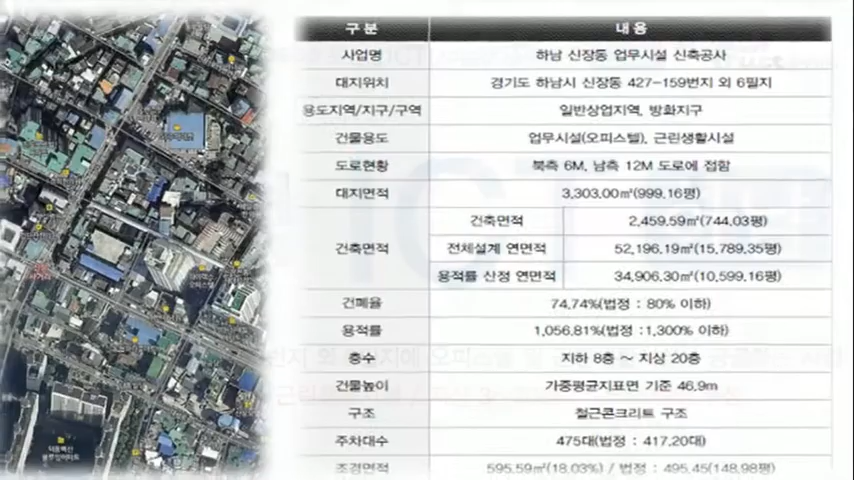 구분 내용
사업명 하남 신장동 업무시설 신축공사
대지위치 경기도 하남시 신장동 427-159번지 외 6필지
용도지역/지구/구역 일반상업지역, 방화지구
건물용도 업무시설(오피스텔), 근린생활시설
도로현황 북측 6M, 남측 12M 도로에 접함
대지면적 3,303.00㎡(999.16평)
건축면적 건축면적 2,459.59㎡(744.03평)
전체설계 연면적 52,196.19㎡(15,789.35평)
용적률 산정 연면적 34,906.30㎡(10,599.16평)
건폐율 74.74%(법정 : 80% 이하)
용적률 1,056.81%(법정 :1,300% 이하)
층수 지하 8층 ~ 지상 20층
건물높이 가중평균지표면 기준 46.9m
구조 철근콘크리트 구조
주차대수 475대(법정 : 417.20대)
조경면적 595.59㎡(18.03%) / 법정 : 495.45(148.98평)